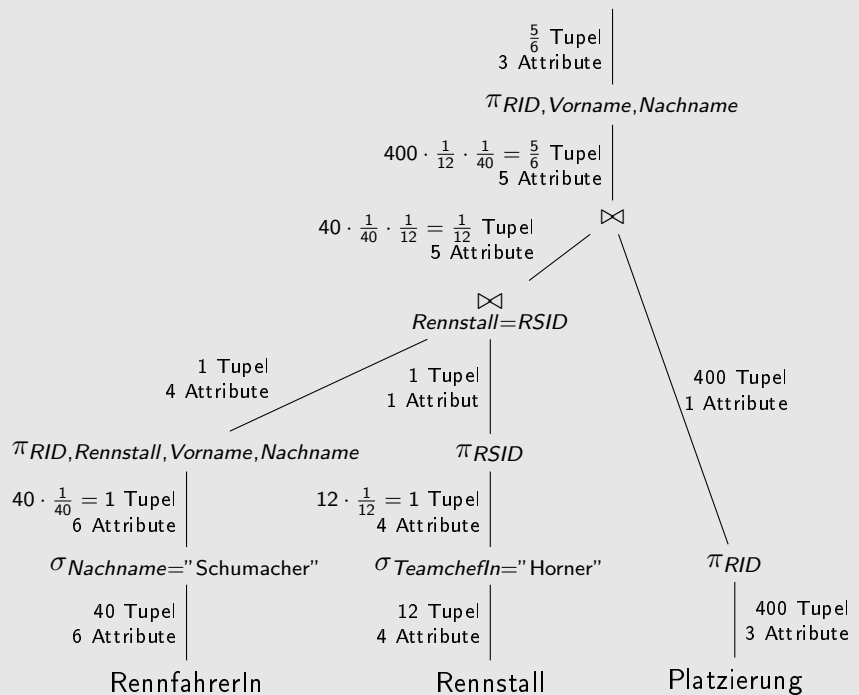 5/6 Tupel
3 Attribute
π RID,Vorname,Nachname
400 · 1/12 · 1/40 = 5/6 Tupel
5 Attribute
⋈
40 · 1/40 · 1/12 = 1/12 Tupel
5 Attribute
⋈
Rennstall=RSID
1 Tupel
4 Attribute
1 Tupel
1 Attribut
400 Tupel
1 Attribute
π RID,Rennstall,Vorname,Nachname
π RSID
40 · 1/40 = 1 Tupel
6 Attribute
12 · 1/12 = 1 Tupel
4 Attribute
σ Nachname="Schumacher"
σ TeamchefIn="Horner"
π RID
40 Tupel
6 Attribute
12 Tupel
4 Attribute
400 Tupel
3 Attribute
RennfahrerIn
Rennstall
Platzierung